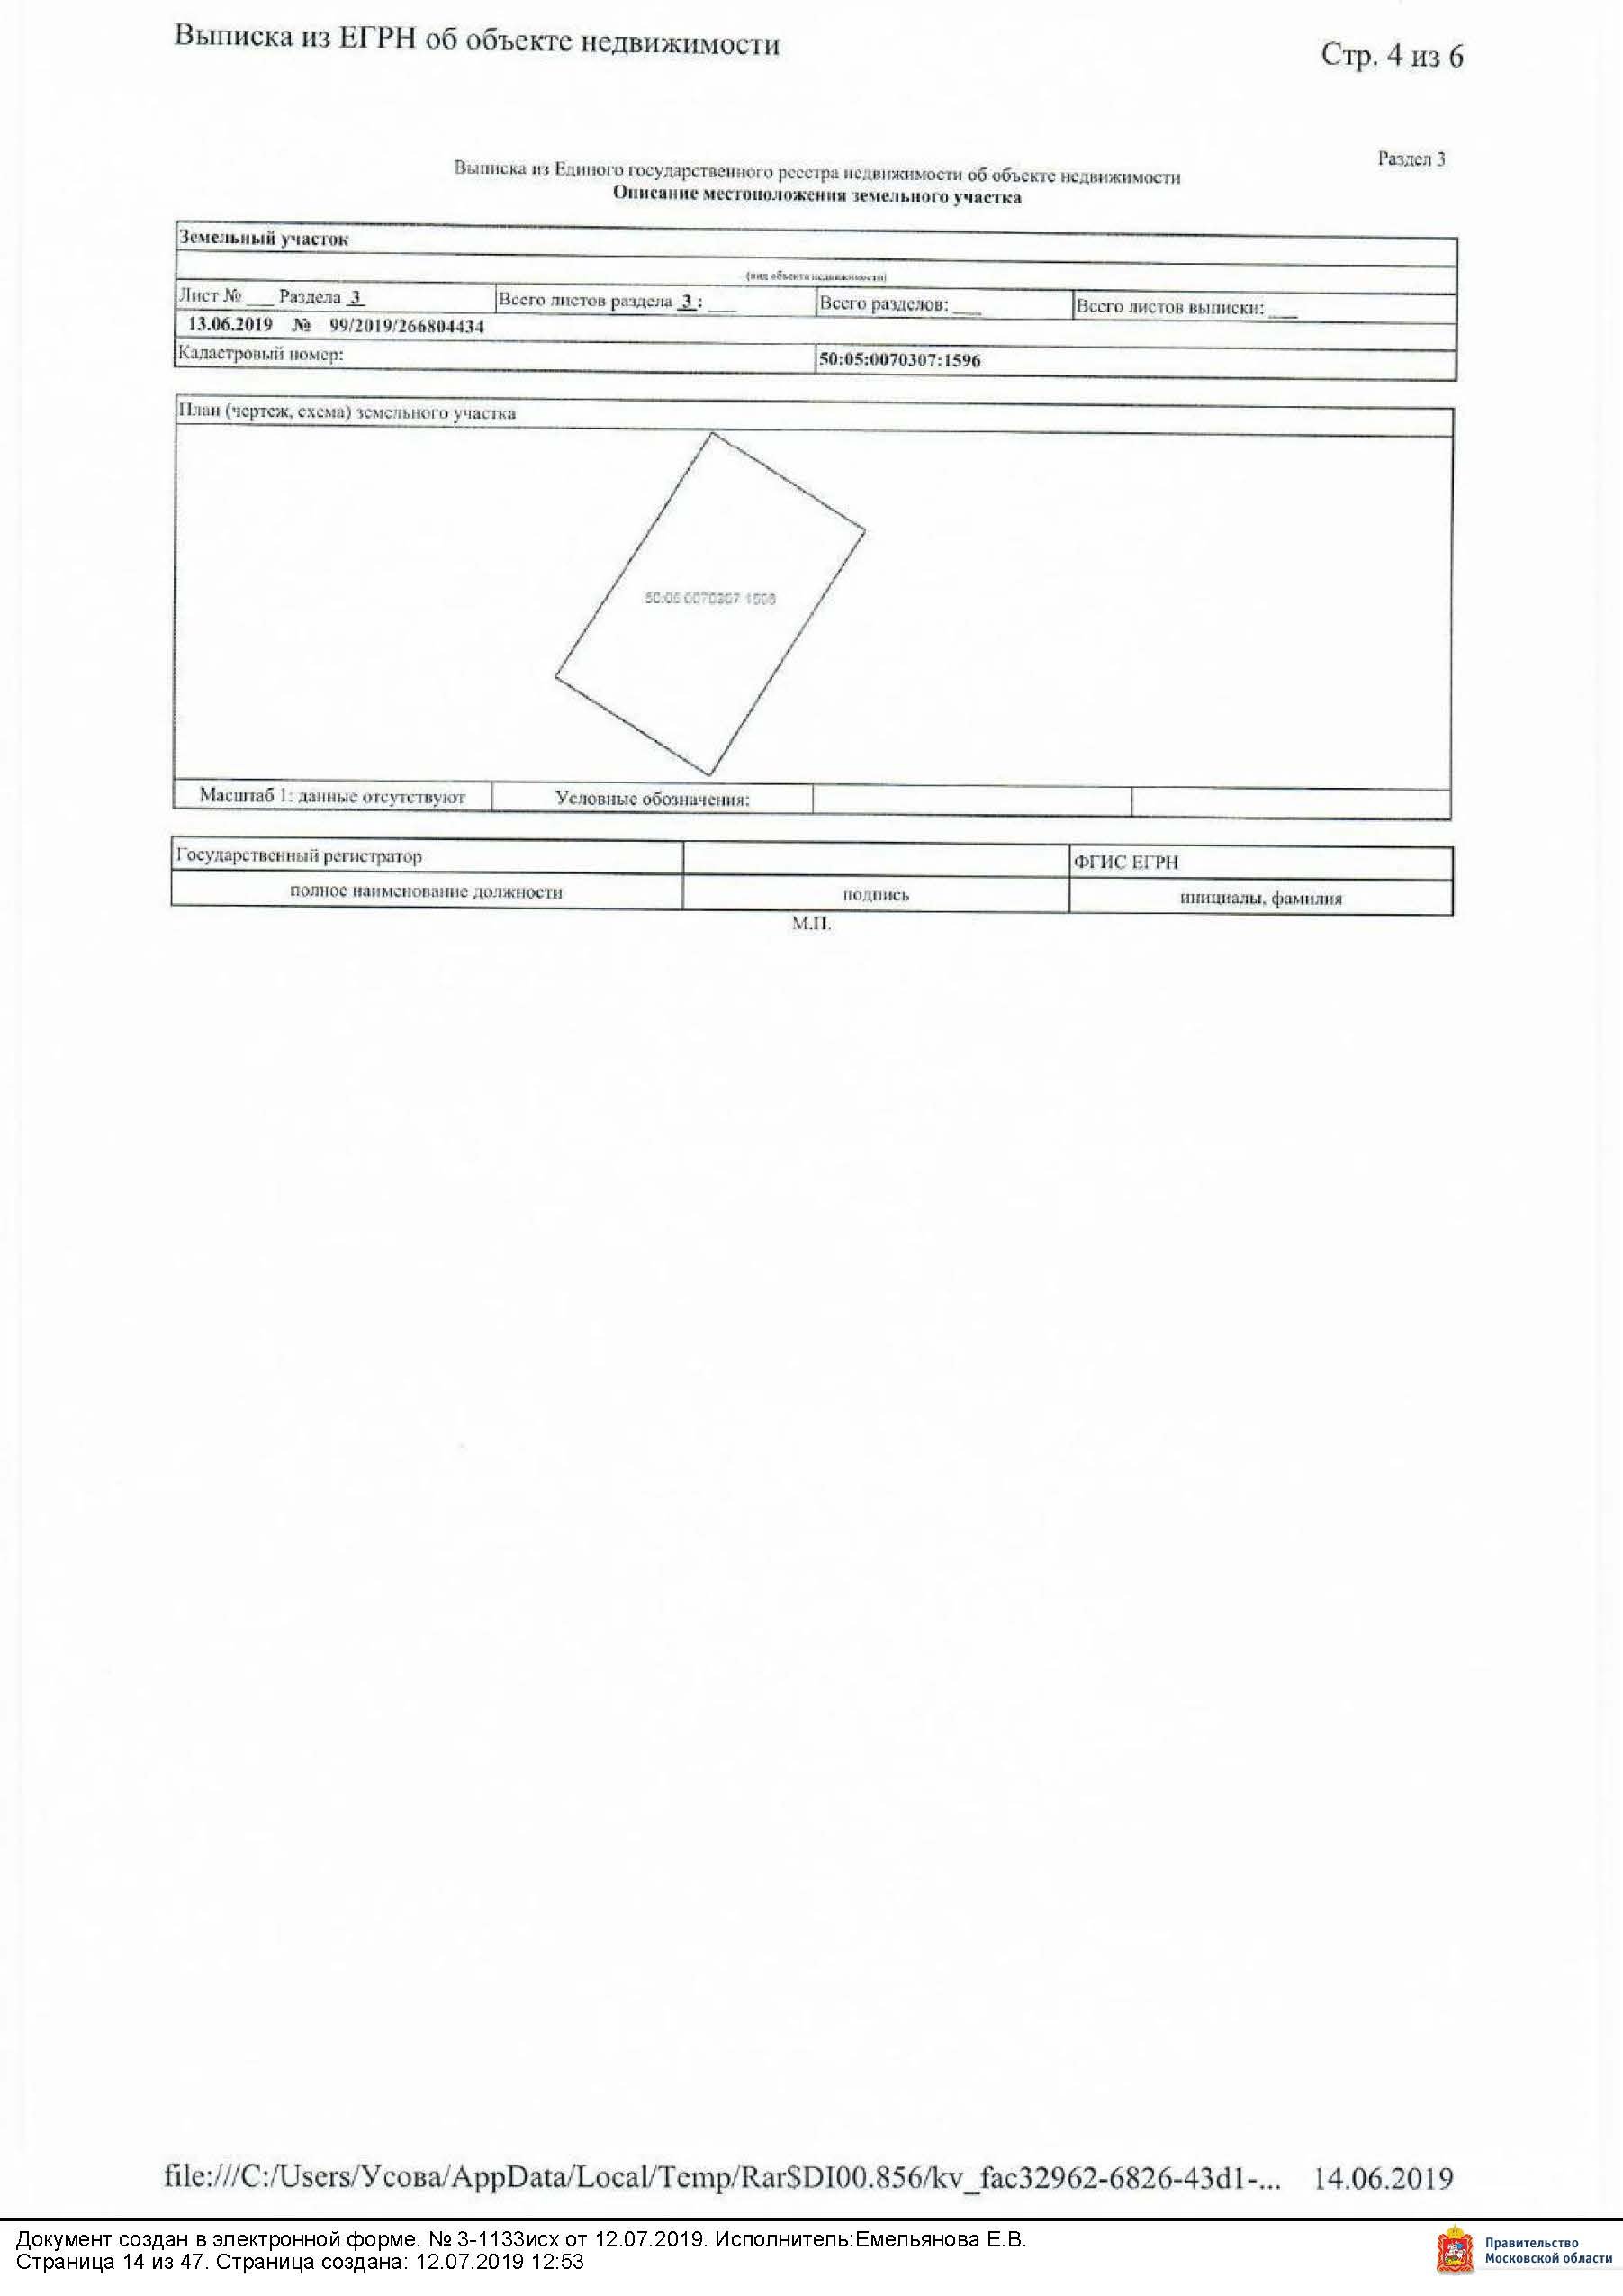 Выписка из ЕГРН об объекте недвижимости
Стр. 4 из 6
Раздел 3
Выписка из Единого государственного реестра недвижимости об объекте недвижимости
Описание местоположения земельного участка
Земельный участок
(вид объекта недвижимости)
Лист № ___ Раздела 3 Всего листов раздела 3 : ___ Всего разделов: ___ Всего листов выписки: ___
13.06.2019 № 99/2019/266804434
Кадастровый номер: 50:05:0070307:1596
План (чертеж, схема) земельного участка
50:05:0070307:1596
Масштаб 1: данные отсутствуют Условные обозначения:
Государственный регистратор ФГИС ЕГРН
полное наименование должности подпись инициалы, фамилия
М.П.
file:///C:/Users/Усова/AppData/Local/Temp/Rar$DI00.856/kv_fac32962-6826-43d1-... 14.06.2019
Документ создан в электронной форме. № 3-1133исх от 12.07.2019. Исполнитель:Емельянова Е.В.
Страница 14 из 47. Страница создана: 12.07.2019 12:53
Правительство
Московской области